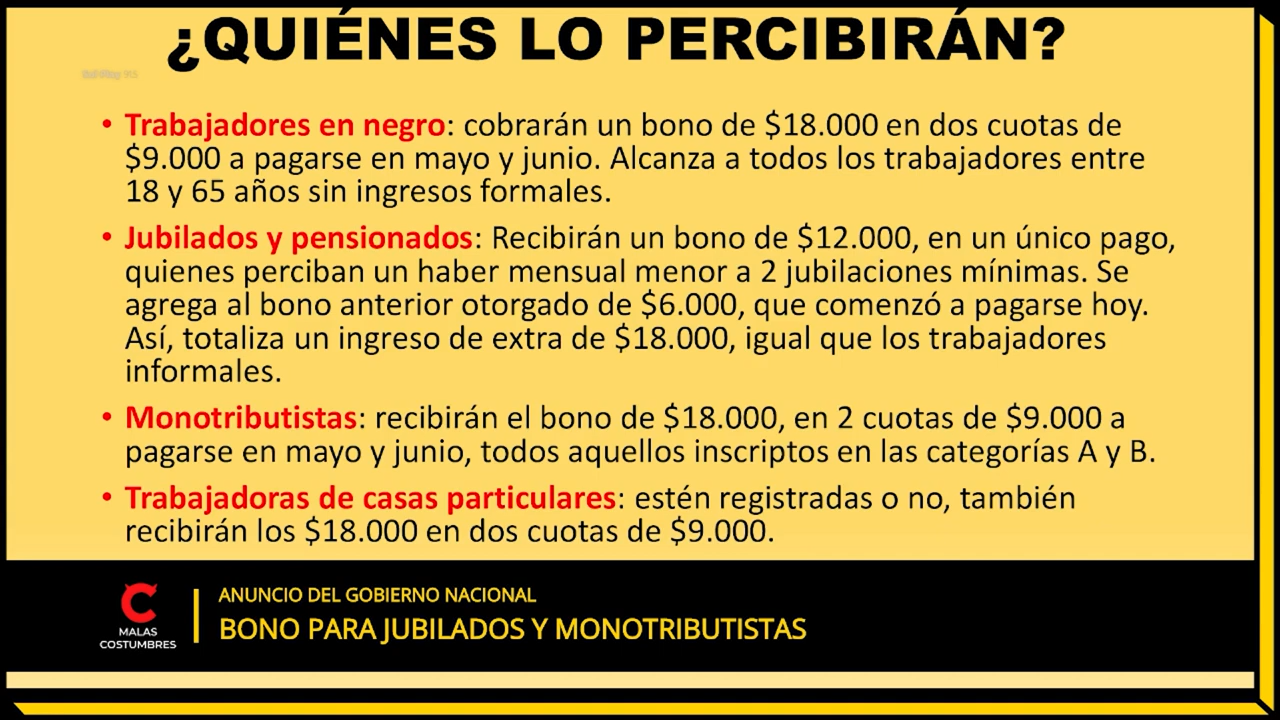 ¿QUIÉNES LO PERCIBIRÁN?
• Trabajadores en negro: cobrarán un bono de $18.000 en dos cuotas de
$9.000 a pagarse en mayo y junio. Alcanza a todos los trabajadores entre
18 y 65 años sin ingresos formales.
• Jubilados y pensionados: Recibirán un bono de $12.000, en un único pago,
quienes perciban un haber mensual menor a 2 jubilaciones mínimas. Se
agrega al bono anterior otorgado de $6.000, que comenzó a pagarse hoy.
Así, totaliza un ingreso de extra de $18.000, igual que los trabajadores
informales.
• Monotributistas: recibirán el bono de $18.000, en 2 cuotas de $9.000 a
pagarse en mayo y junio, todos aquellos inscriptos en las categorías A y B.
• Trabajadoras de casas particulares: estén registradas o no, también
recibirán los $18.000 en dos cuotas de $9.000.
MALAS
COSTUMBRES
ANUNCIO DEL GOBIERNO NACIONAL
BONO PARA JUBILADOS Y MONOTRIBUTISTAS